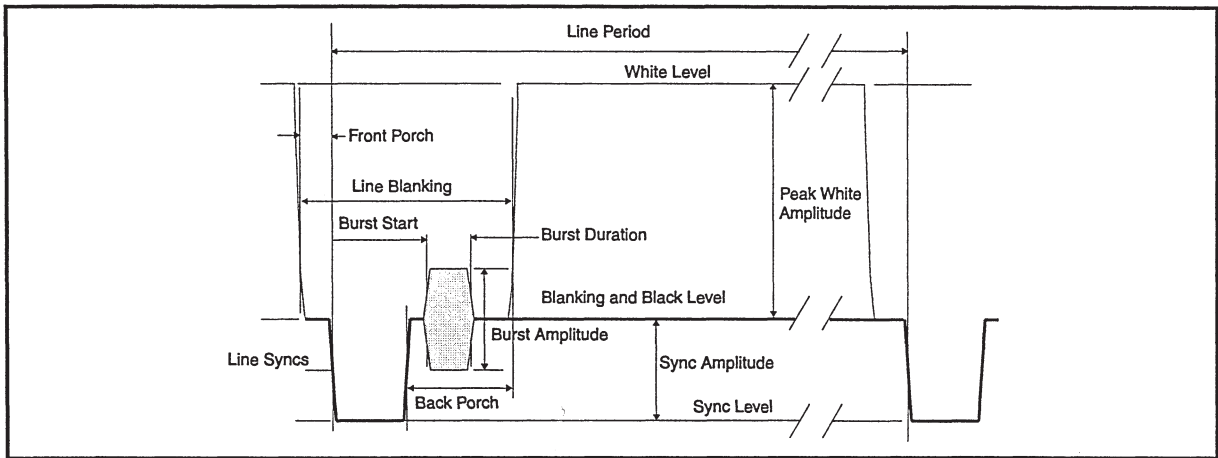 Line Period
White Level
Front Porch
Line Blanking
Peak White
Amplitude
Burst Start
Burst Duration
Blanking and Black Level
Burst Amplitude
Line Syncs
Sync Amplitude
Back Porch
Sync Level